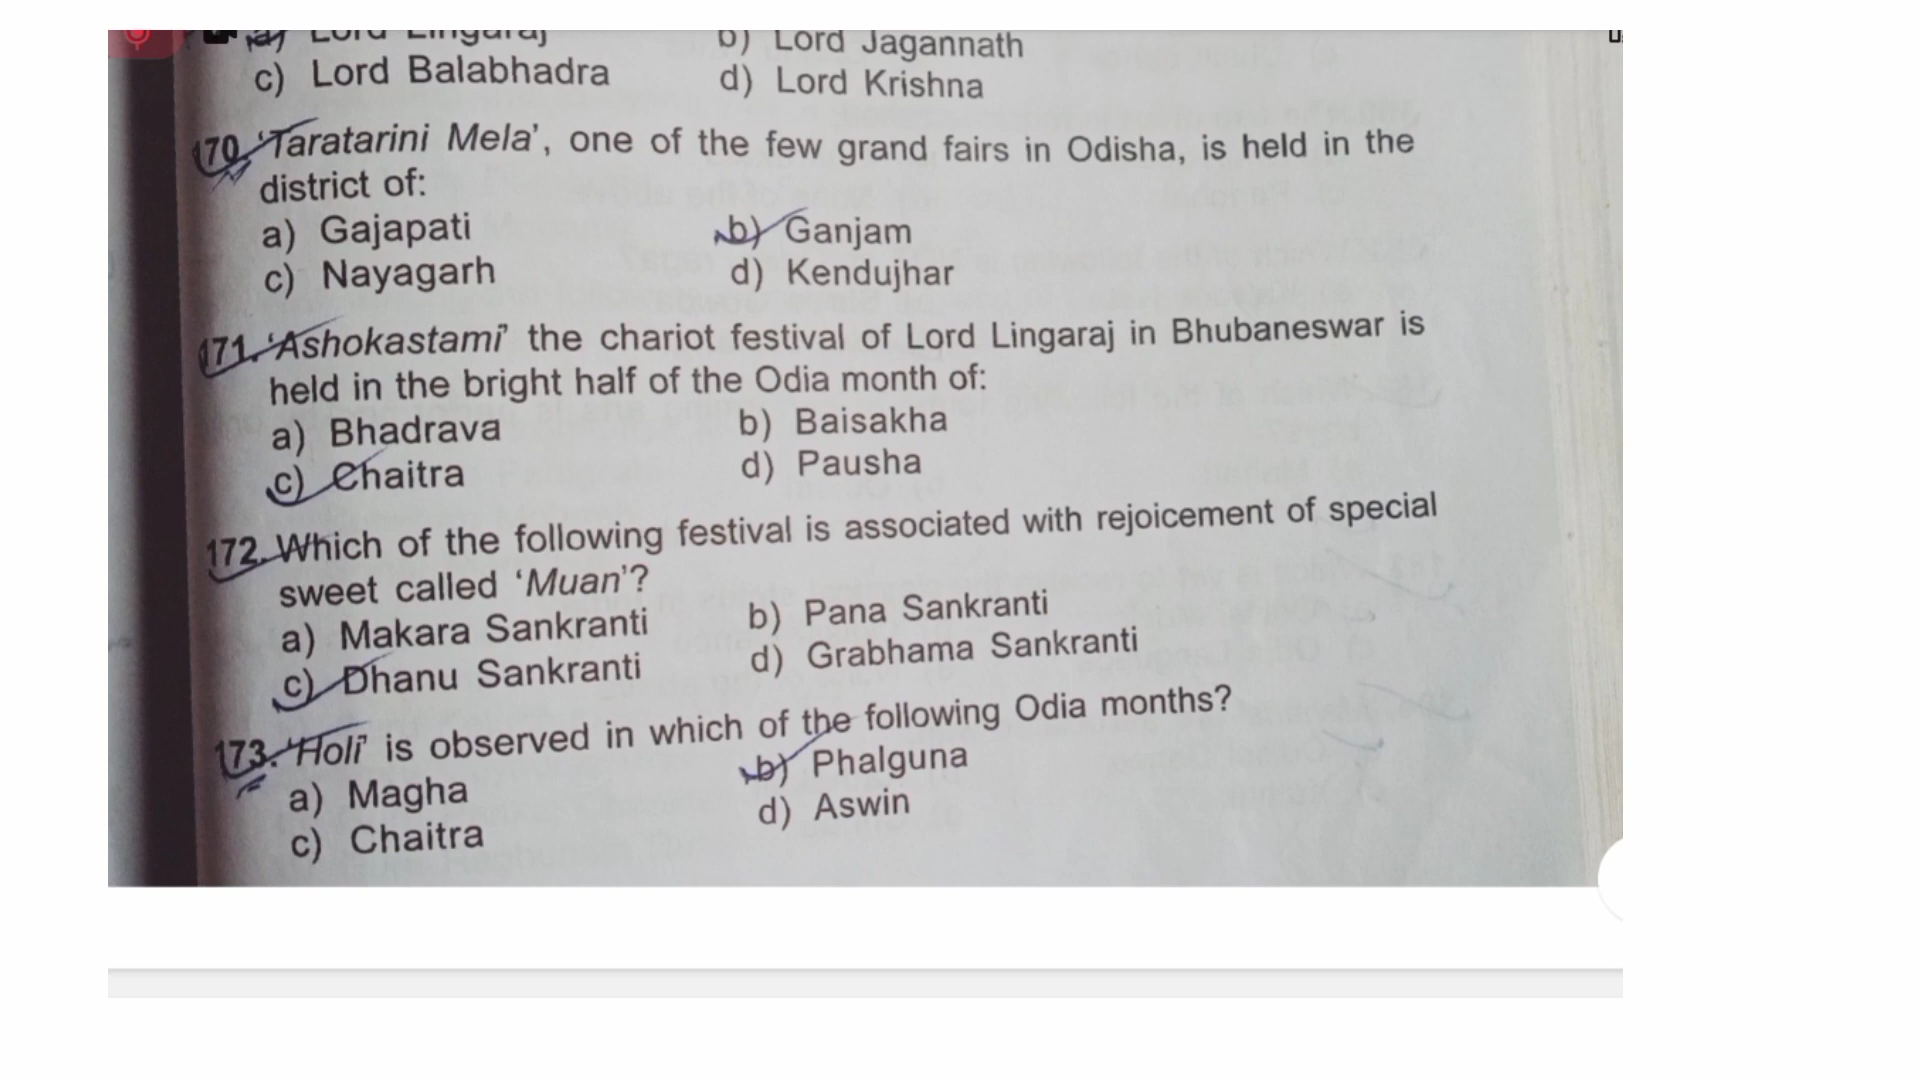 a) Lord Lingaraj b) Lord Jagannath
c) Lord Balabhadra d) Lord Krishna
170. 'Taratarini Mela', one of the few grand fairs in Odisha, is held in the
district of:
a) Gajapati b) Ganjam
c) Nayagarh d) Kendujhar
171. 'Ashokastami' the chariot festival of Lord Lingaraj in Bhubaneswar is
held in the bright half of the Odia month of:
a) Bhadrava b) Baisakha
c) Chaitra d) Pausha
172. Which of the following festival is associated with rejoicement of special
sweet called 'Muan'?
a) Makara Sankranti b) Pana Sankranti
c) Dhanu Sankranti d) Grabhama Sankranti
173. 'Holi' is observed in which of the following Odia months?
a) Magha b) Phalguna
c) Chaitra d) Aswin